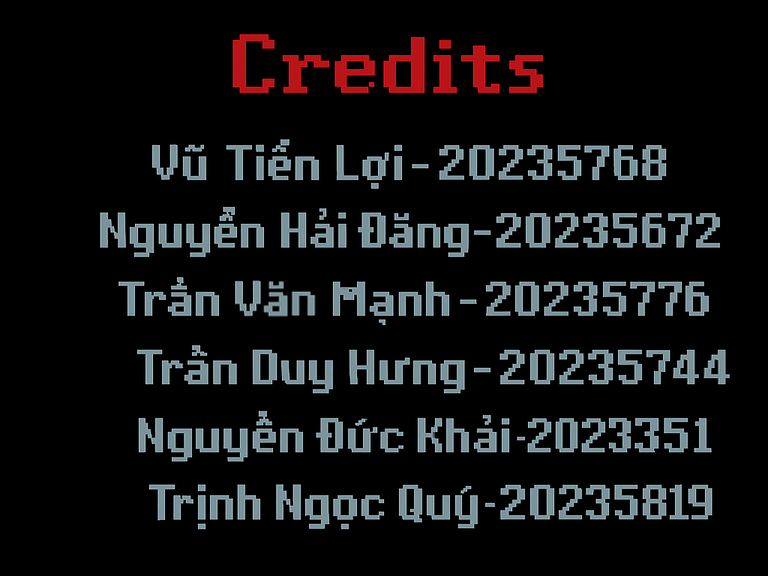 Credits
Vũ Tiến Lợi - 20235768
Nguyễn Hải Đăng-20235672
Trần Văn Mạnh - 20235776
Trần Duy Hưng - 20235744
Nguyễn Đức Khải -2023351
Trịnh Ngọc Quý -20235819